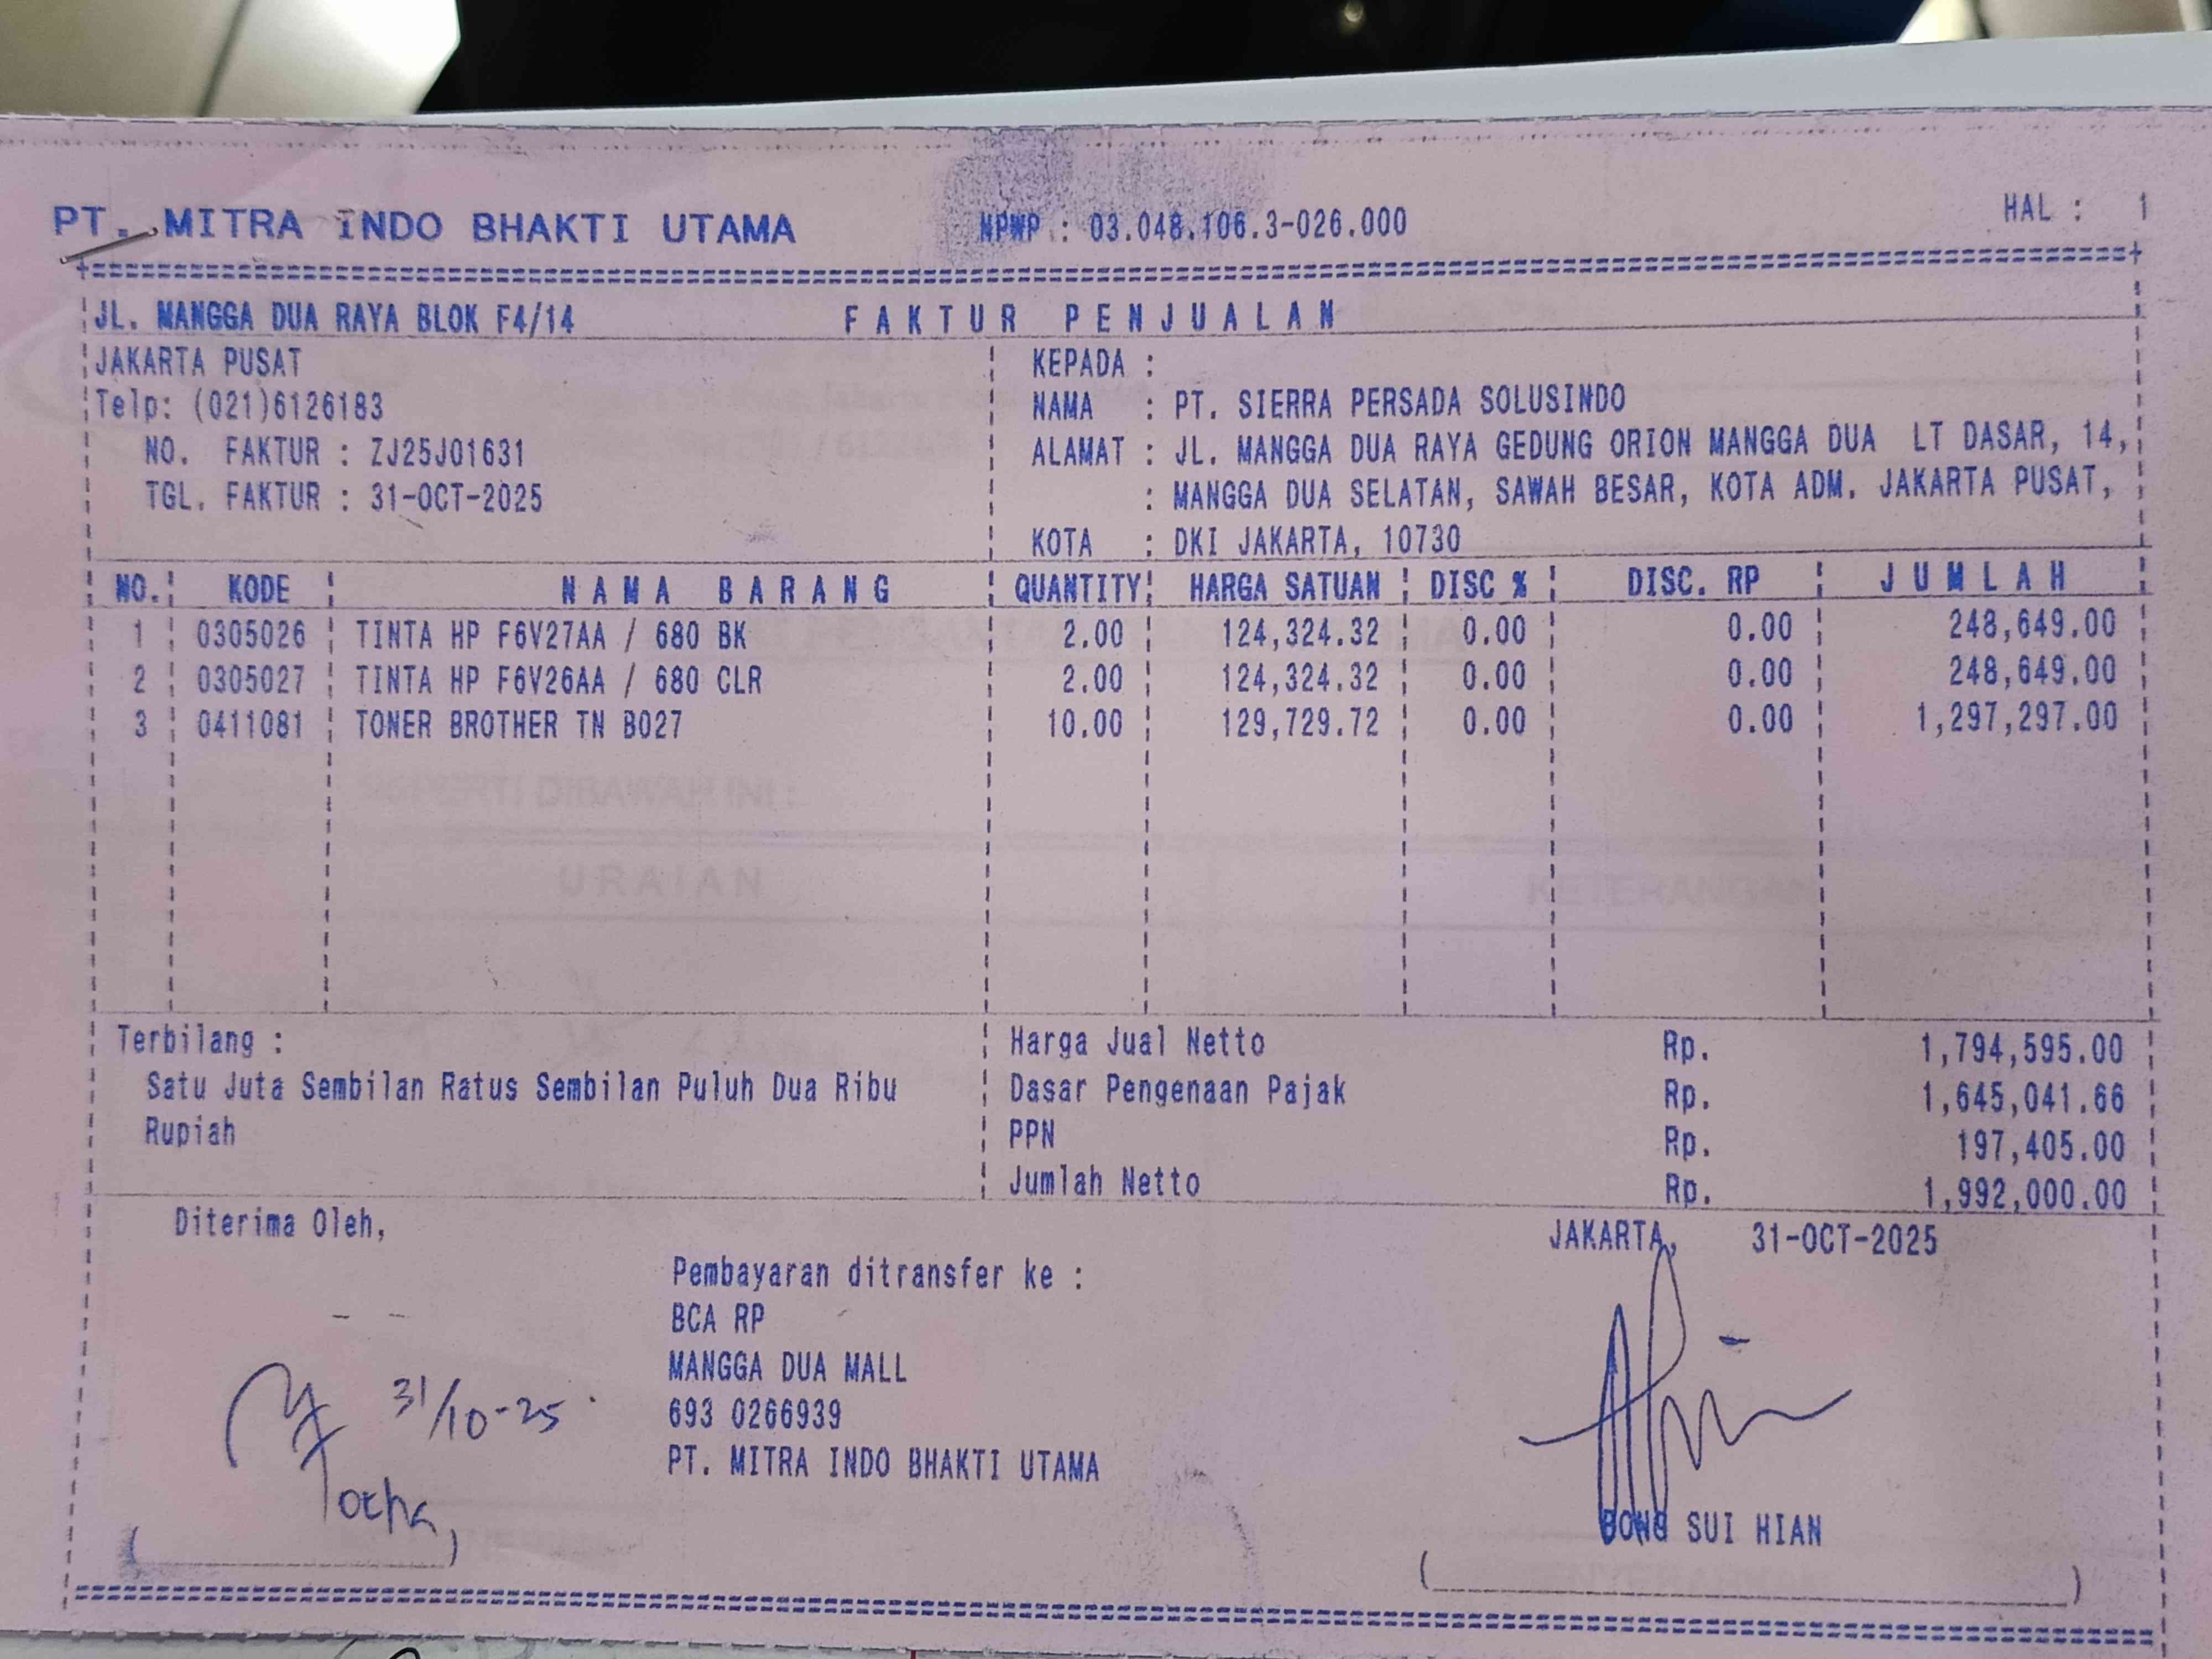 PT. MITRA INDO BHAKTI UTAMA NPWP : 03.048.106.3-026.000 HAL : 1
JL. MANGGA DUA RAYA BLOK F4/14 FAKTUR PENJUALAN
JAKARTA PUSAT KEPADA :
Telp: (021)6126183 NAMA : PT. SIERRA PERSADA SOLUSINDO
NO. FAKTUR : ZJ25J01631 ALAMAT : JL. MANGGA DUA RAYA GEDUNG ORION MANGGA DUA LT DASAR, 14,
TGL. FAKTUR : 31-OCT-2025 : MANGGA DUA SELATAN, SAWAH BESAR, KOTA ADM. JAKARTA PUSAT,
KOTA : DKI JAKARTA, 10730
NO. KODE NAMA BARANG QUANTITY HARGA SATUAN DISC % DISC. RP JUMLAH
1 0305026 TINTA HP F6V27AA / 680 BK 2.00 124,324.32 0.00 0.00 248,649.00
2 0305027 TINTA HP F6V26AA / 680 CLR 2.00 124,324.32 0.00 0.00 248,649.00
3 0411081 TONER BROTHER TN B027 10.00 129,729.72 0.00 0.00 1,297,297.00
SEPERTI DIBAWAH INI :
URAIAN KETERANGAN
Terbilang : Harga Jual Netto Rp. 1,794,595.00
Satu Juta Sembilan Ratus Sembilan Puluh Dua Ribu Dasar Pengenaan Pajak Rp. 1,645,041.66
Rupiah PPN Rp. 197,405.00
Jumlah Netto Rp. 1,992,000.00
Diterima Oleh, JAKARTA, 31-OCT-2025
Pembayaran ditransfer ke :
BCA RP
MANGGA DUA MALL
31/10-25 693 0266939
PT. MITRA INDO BHAKTI UTAMA
BONG SUI HIAN